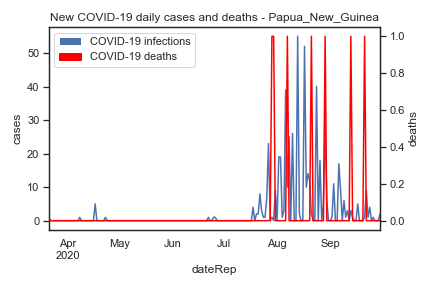 New COVID-19 daily cases and deaths - Papua_New_Guinea
COVID-19 infections
COVID-19 deaths
50
40
30
20
10
0
cases
1.0
0.8
0.6
0.4
0.2
0.0
deaths
Apr May Jun Jul Aug Sep
2020
dateRep